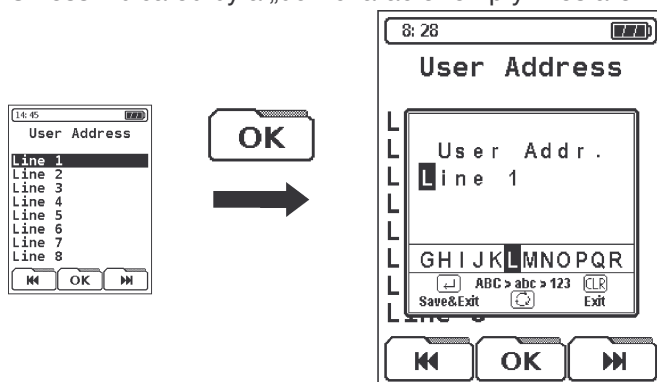 14:45
User Address
Line 1
Line 2
Line 3
Line 4
Line 5
Line 6
Line 7
Line 8
OK
OK
8:28
User Address
User Addr.
Line 1
GHIJKLMNOPQR
ABC > abc > 123 CLR
Save&Exit Exit
OK